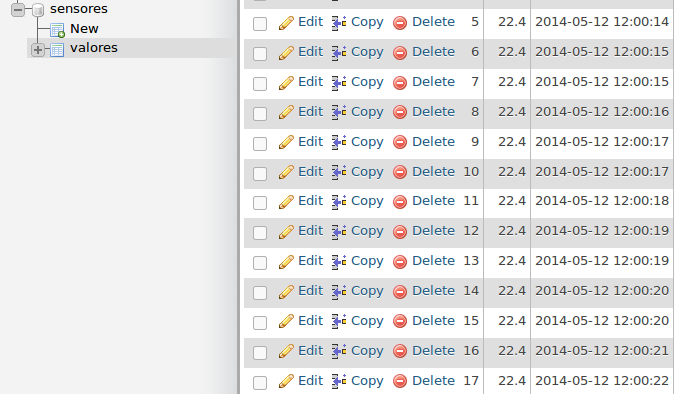 sensores
New
valores
Edit Copy Delete 5 22.4 2014-05-12 12:00:14
Edit Copy Delete 6 22.4 2014-05-12 12:00:15
Edit Copy Delete 7 22.4 2014-05-12 12:00:15
Edit Copy Delete 8 22.4 2014-05-12 12:00:16
Edit Copy Delete 9 22.4 2014-05-12 12:00:17
Edit Copy Delete 10 22.4 2014-05-12 12:00:17
Edit Copy Delete 11 22.4 2014-05-12 12:00:18
Edit Copy Delete 12 22.4 2014-05-12 12:00:19
Edit Copy Delete 13 22.4 2014-05-12 12:00:19
Edit Copy Delete 14 22.4 2014-05-12 12:00:20
Edit Copy Delete 15 22.4 2014-05-12 12:00:20
Edit Copy Delete 16 22.4 2014-05-12 12:00:21
Edit Copy Delete 17 22.4 2014-05-12 12:00:22